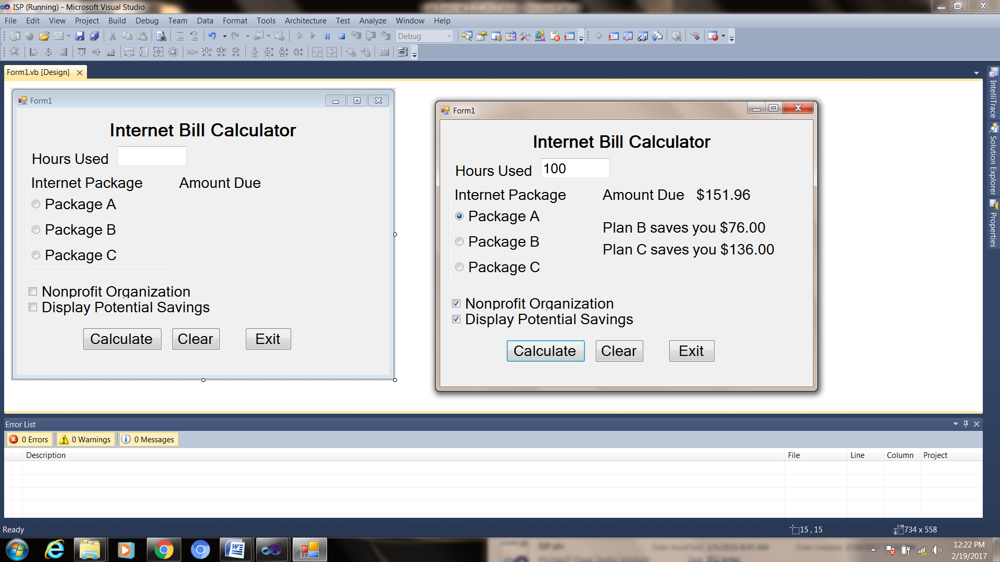 ISP (Running) - Microsoft Visual Studio
File Edit View Project Build Debug Team Data Format Tools Architecture Test Analyze Window Help
Debug
Form1.vb [Design]
Form1
Internet Bill Calculator
Hours Used
Internet Package
Amount Due
Package A
Package B
Package C
Nonprofit Organization
Display Potential Savings
Calculate Clear Exit
Form1
Internet Bill Calculator
Hours Used 100
Internet Package
Amount Due $151.96
Package A
Plan B saves you $76.00
Package B
Plan C saves you $136.00
Package C
Nonprofit Organization
Display Potential Savings
Calculate Clear Exit
IntelliTrace
Solution Explorer
Properties
Error List
0 Errors 0 Warnings 0 Messages
Description File Line Column Project
Ready 15 , 15 734 x 558
12:22 PM
2/19/2017